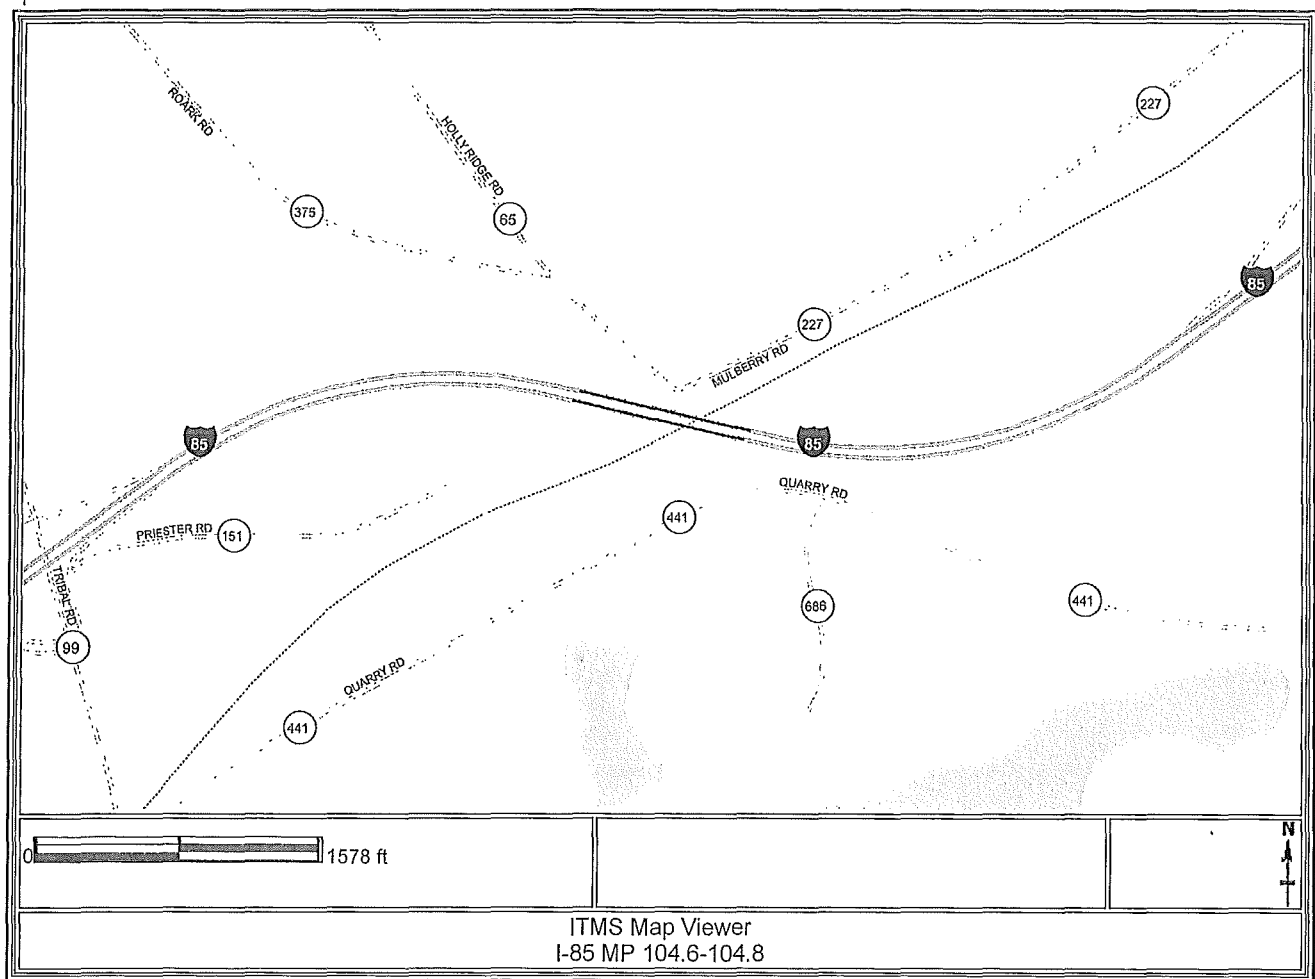 ROARK RD
HOLLY RIDGE RD
227
375
65
85
227
MULBERRY RD
85
85
QUARRY RD
441
PRIESTER RD
151
TRIBAL RD
686
441
99
QUARRY RD
441
0
1578 ft
N
ITMS Map Viewer
I-85 MP 104.6-104.8